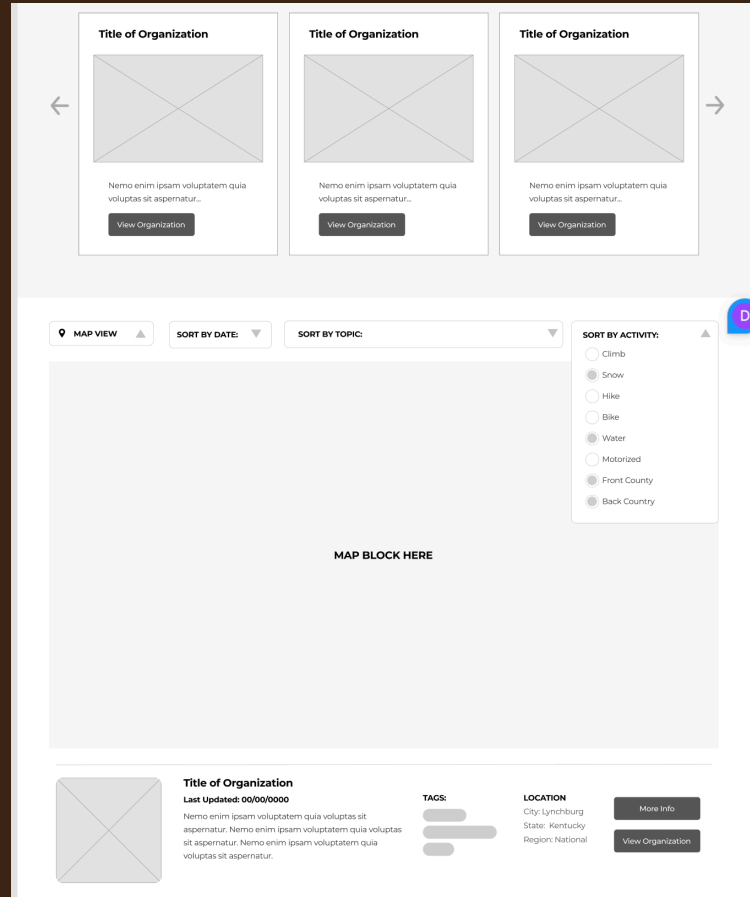 Title of Organization
Title of Organization
Title of Organization
Nemo enim ipsam voluptatem quia
voluptas sit aspernatur...
View Organization
Nemo enim ipsam voluptatem quia
voluptas sit aspernatur...
View Organization
Nemo enim ipsam voluptatem quia
voluptas sit aspernatur...
View Organization
MAP VIEW
SORT BY DATE:
SORT BY TOPIC:
SORT BY ACTIVITY:
Climb
Snow
Hike
Bike
Water
Motorized
Front County
Back Country
D
MAP BLOCK HERE
Title of Organization
Last Updated: 00/00/0000
Nemo enim ipsam voluptatem quia voluptas sit
aspernatur. Nemo enim ipsam voluptatem quia voluptas
sit aspernatur. Nemo enim ipsam voluptatem quia
voluptas sit aspernatur.
TAGS:
LOCATION
City: Lynchburg
State: Kentucky
Region: National
More Info
View Organization